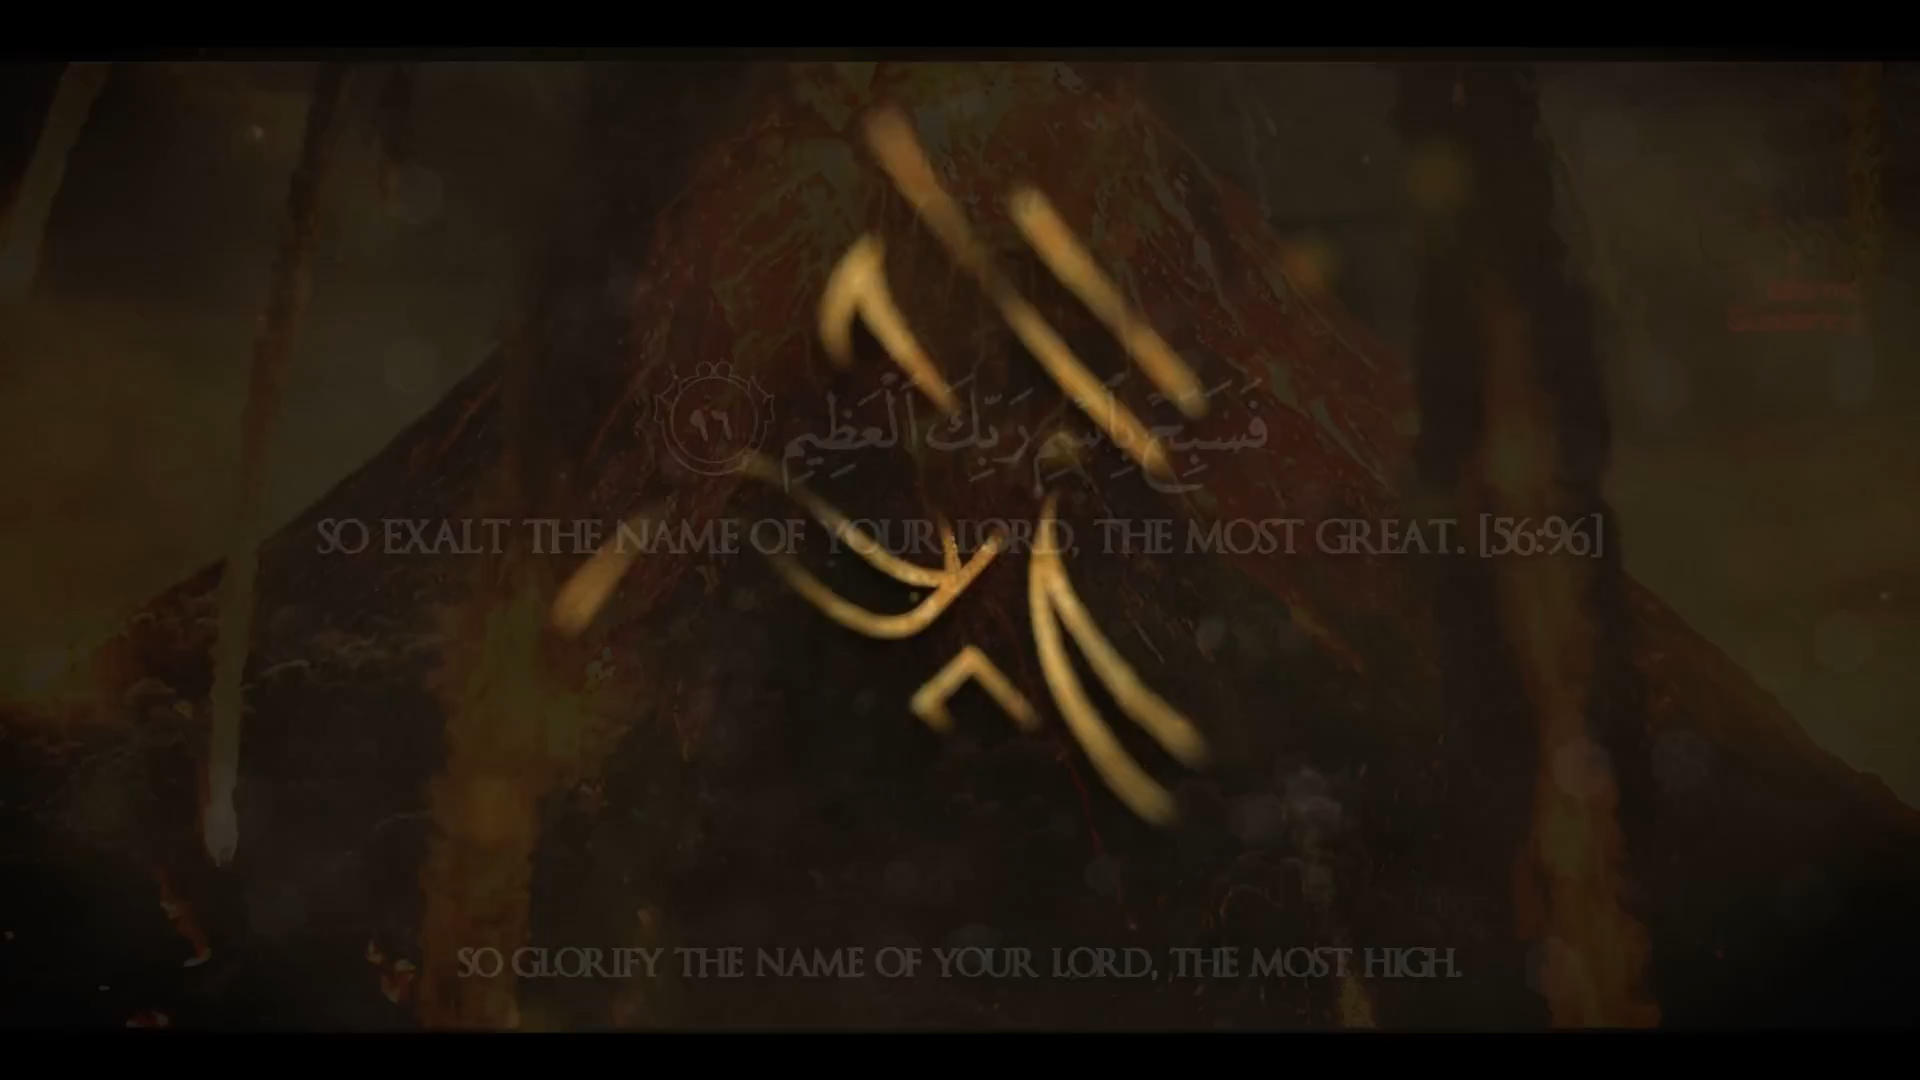 فَسَبِّحْ بِٱسْمِ رَبِّكَ ٱلْعَظِيمِ ٩٦
SO EXALT THE NAME OF YOUR LORD, THE MOST GREAT. [56:96]
SO GLORIFY THE NAME OF YOUR LORD, THE MOST HIGH.